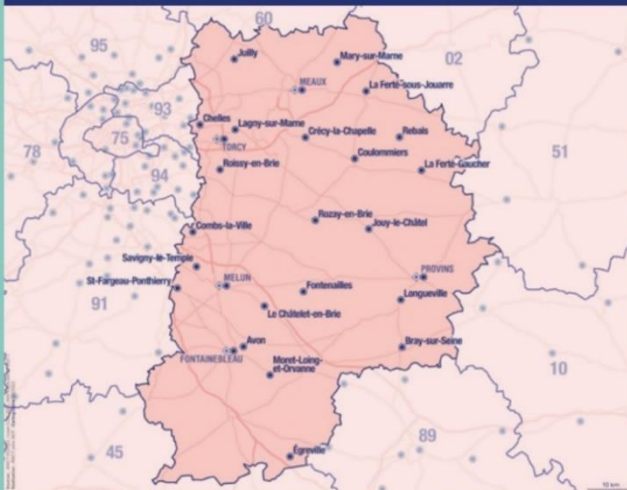 60
95
Juilly
Mary-sur-Marne
02
MEAUX
La Ferté-sous-Jouarre
93
Chelles
Lagny-sur-Marne
Crécy-la-Chapelle
Rebais
75
TORCY
51
78
Coulommiers
Roissy-en-Brie
La Ferté-Gaucher
94
Rozay-en-Brie
Jouy-le-Châtel
Combs-la-Ville
Savigny-le-Temple
PROVINS
St-Fargeau-Ponthierry
MELUN
Fontenailles
Longueville
91
Le Châtelet-en-Brie
Avon
Bray-sur-Seine
FONTAINEBLEAU
Moret-Loing-
et-Orvanne
10
89
45
Égreville
10 km